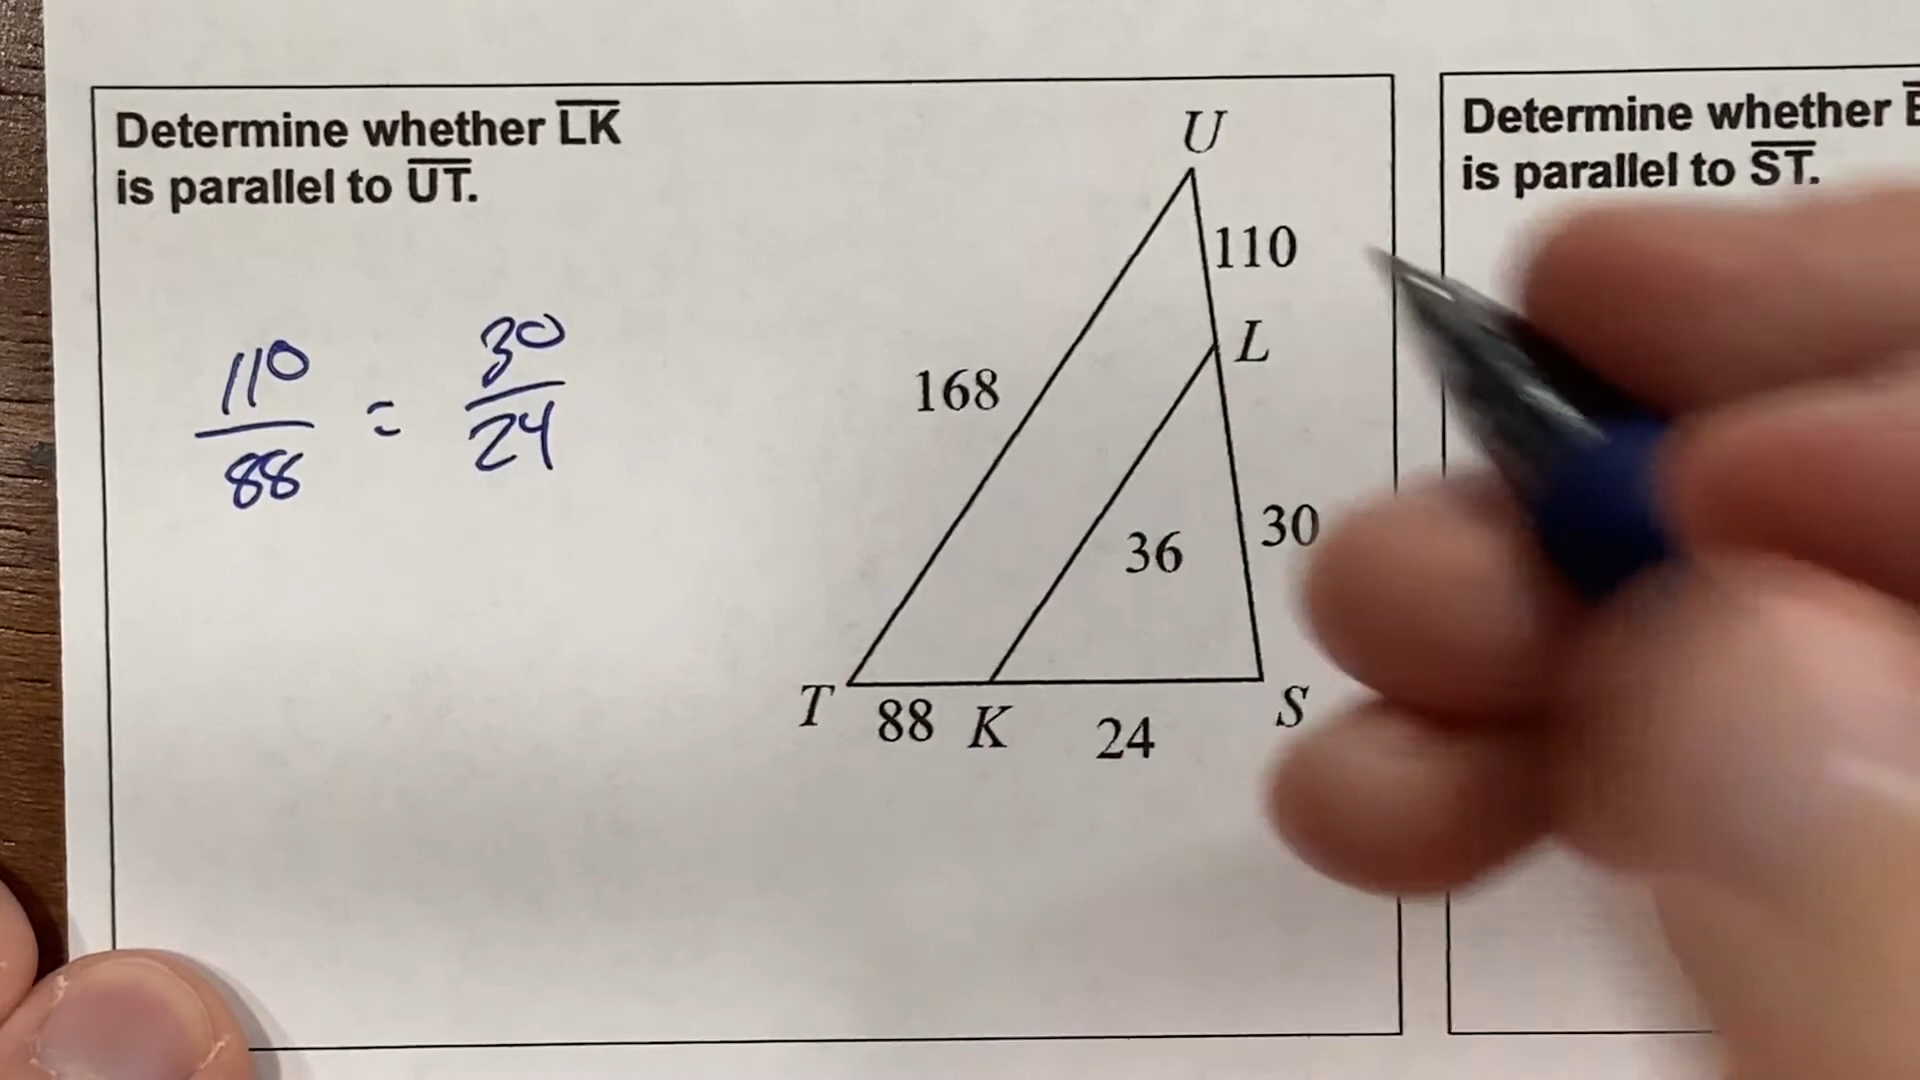 Determine whether LK
is parallel to UT.
110/88 = 30/24
U
110
L
168
36
30
T
88
K
24
S
Determine whether
is parallel to ST.